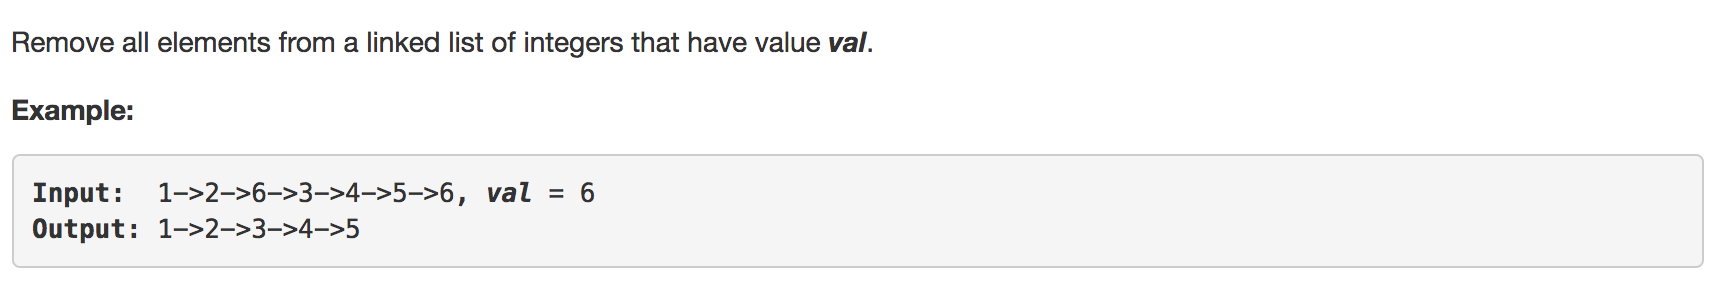 Remove all elements from a linked list of integers that have value val.
Example:
Input:  1->2->6->3->4->5->6, val = 6
Output: 1->2->3->4->5